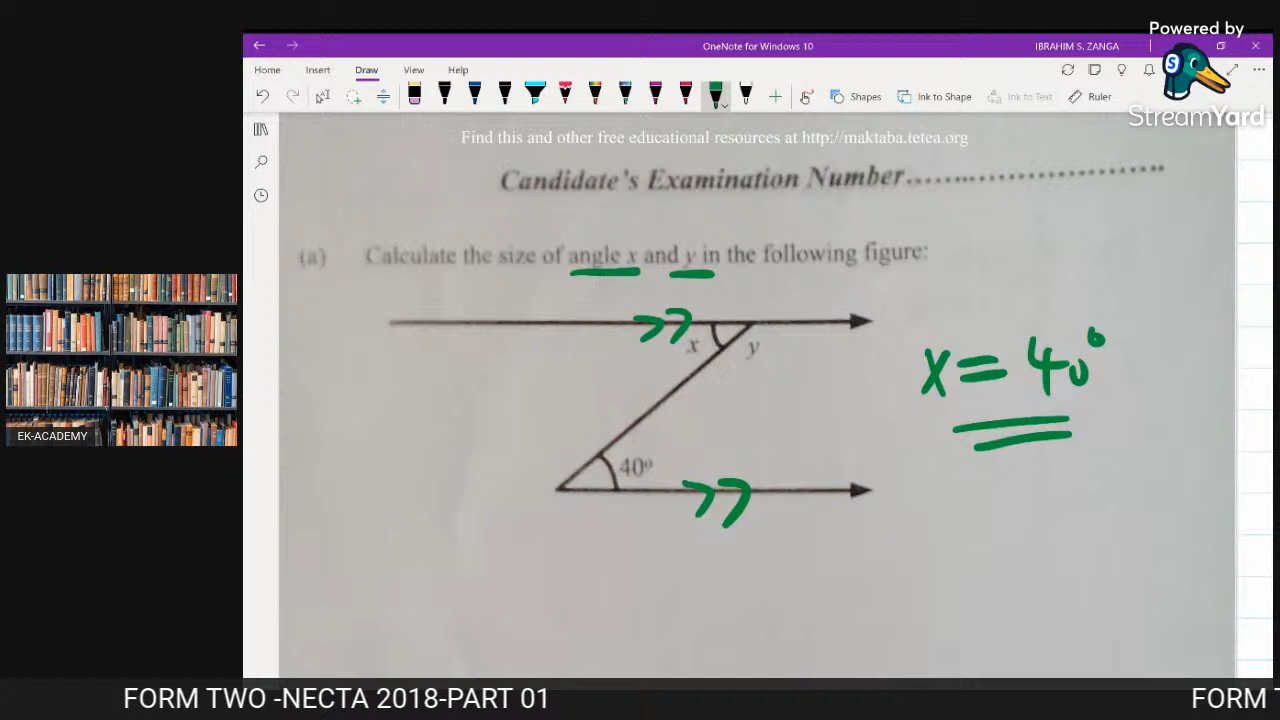 Powered by
OneNote for Windows 10
IBRAHIM S. ZANGA
StreamYard
Home
Insert
Draw
View
Help
Shapes
Ink to Shape
Ink to Text
Ruler
Find this and other free educational resources at http://maktaba.tetea.org
Candidate's Examination Number..........................
(a) Calculate the size of angle x and y in the following figure:
x
y
x = 40°
40°
EK-ACADEMY
FORM TWO -NECTA 2018-PART 01
FORM T